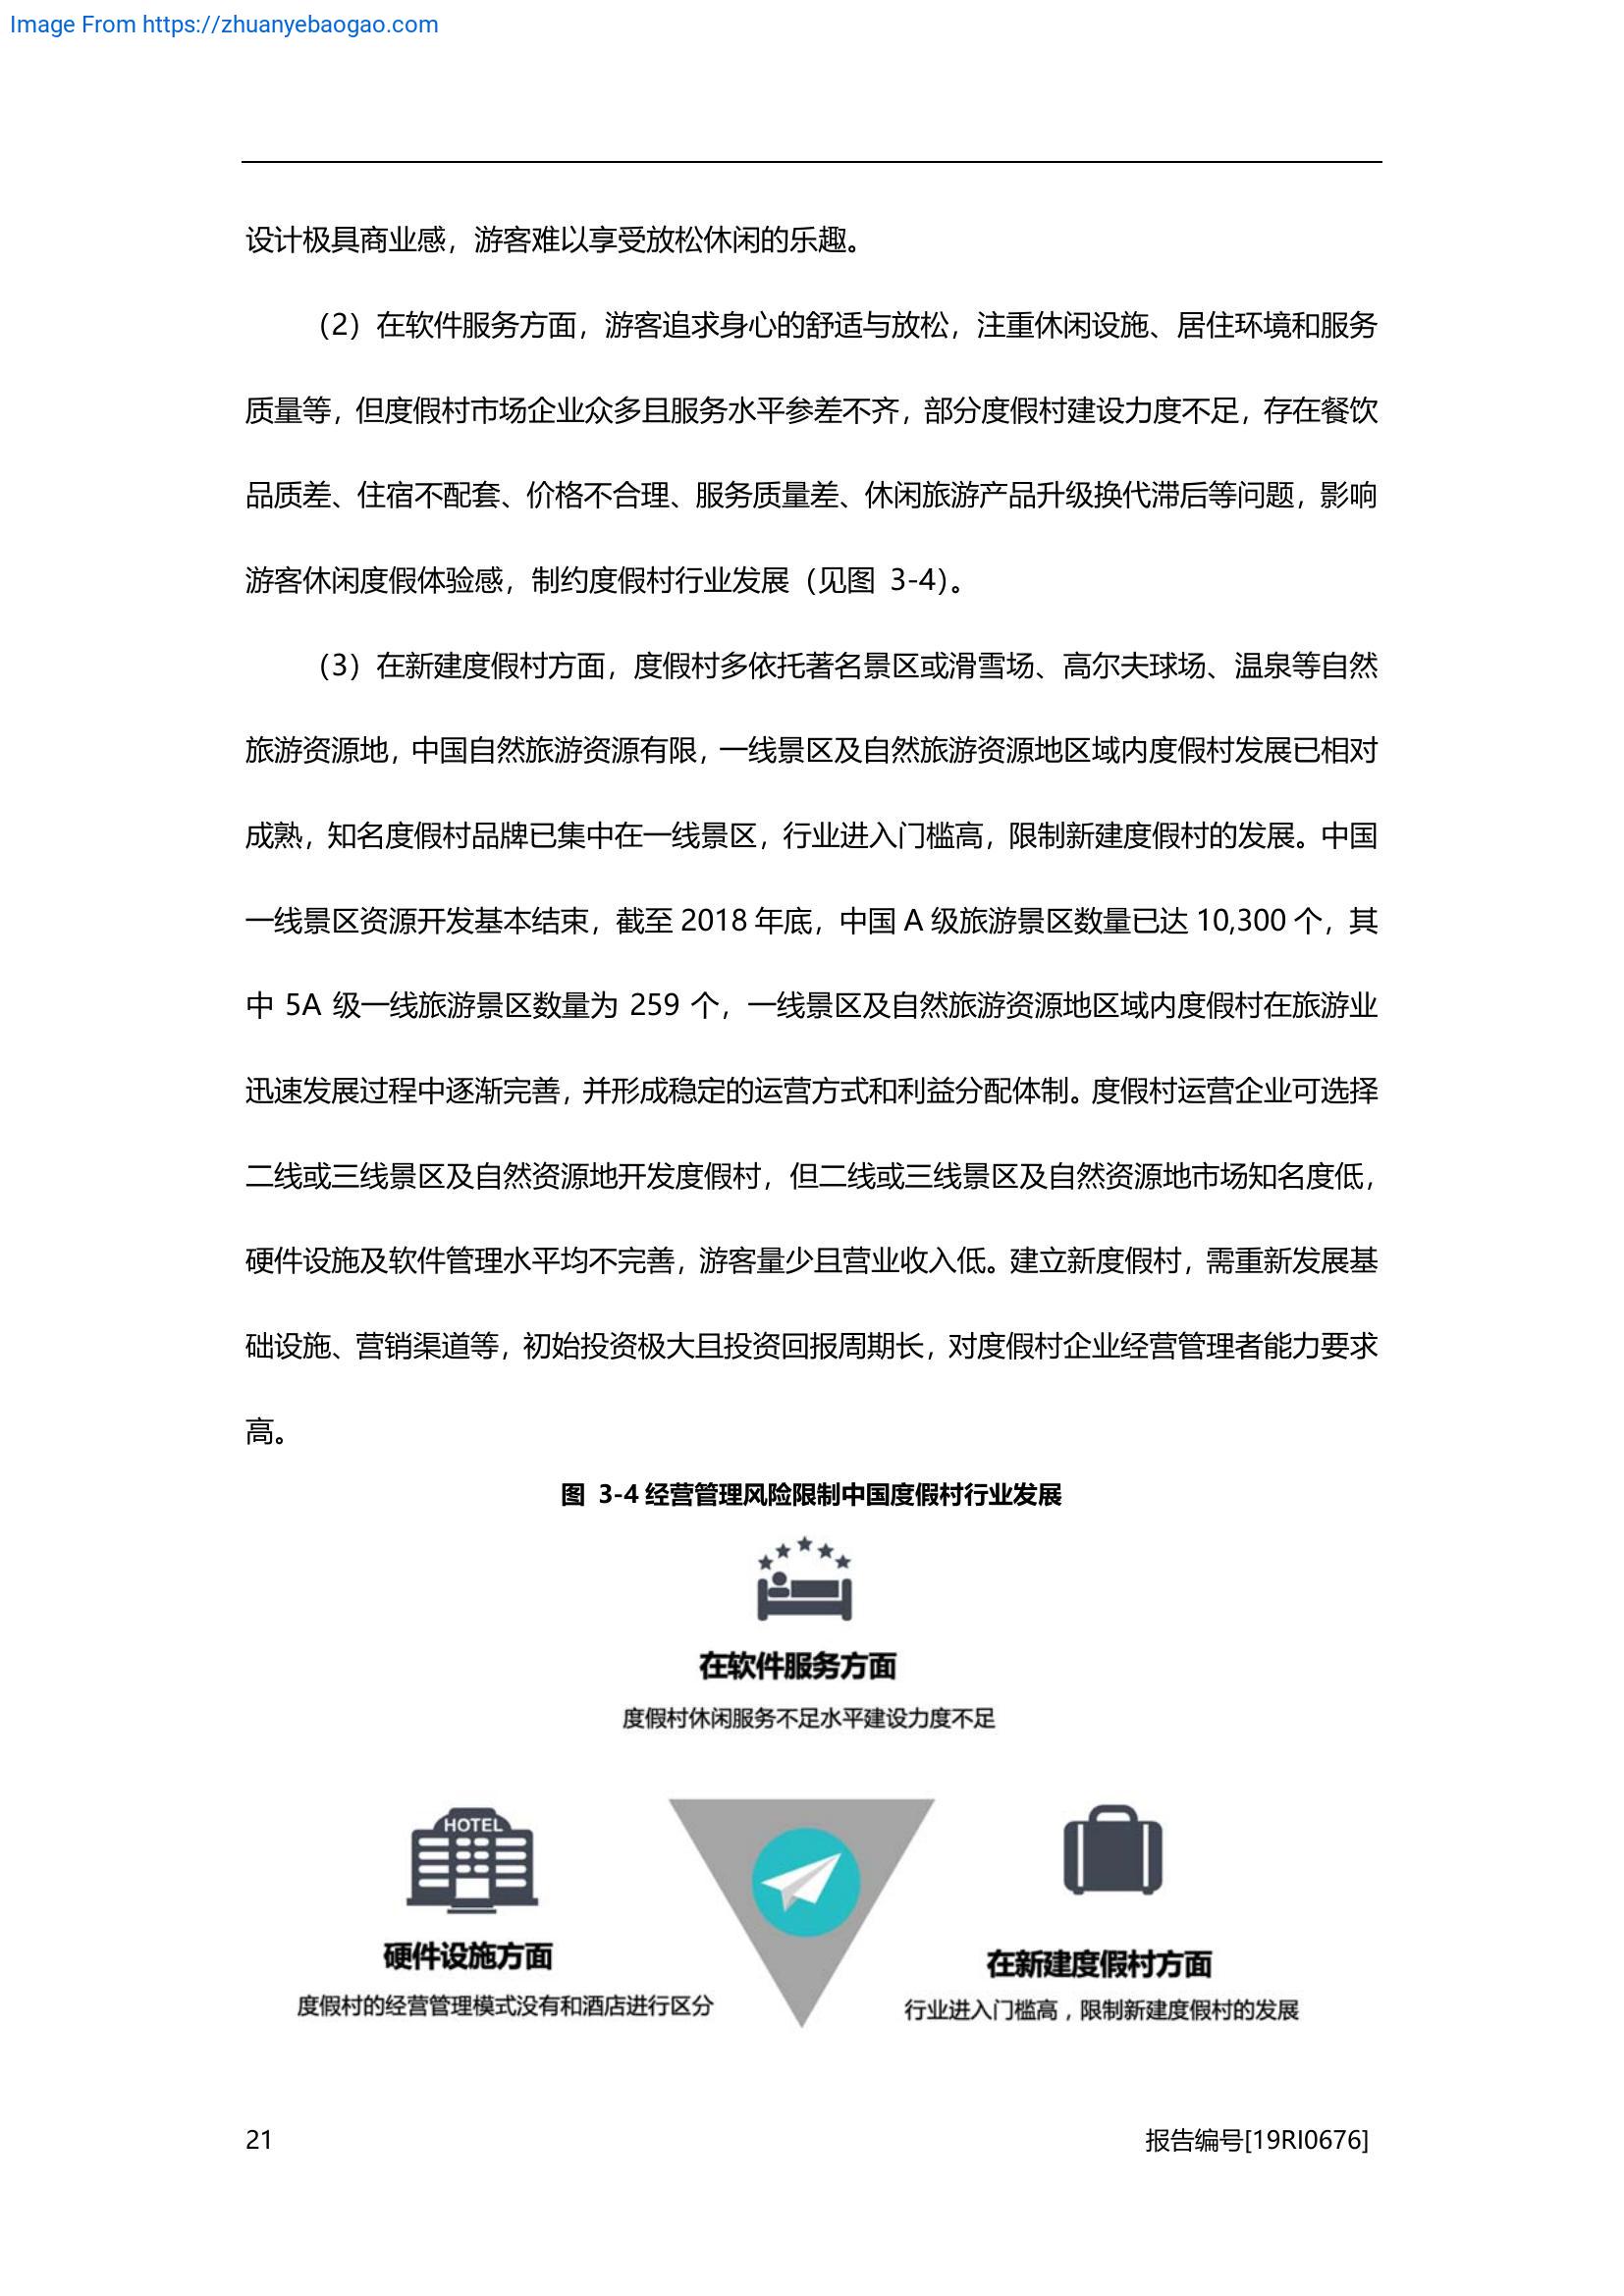 Image From https://zhuanyebaogao.com
设计极具商业感，游客难以享受放松休闲的乐趣。
（2）在软件服务方面，游客追求身心的舒适与放松，注重休闲设施、居住环境和服务
质量等，但度假村市场企业众多且服务水平参差不齐，部分度假村建设力度不足，存在餐饮
品质差、住宿不配套、价格不合理、服务质量差、休闲旅游产品升级换代滞后等问题，影响
游客休闲度假体验感，制约度假村行业发展（见图 3-4）。
（3）在新建度假村方面，度假村多依托著名景区或滑雪场、高尔夫球场、温泉等自然
旅游资源地，中国自然旅游资源有限，一线景区及自然旅游资源地区域内度假村发展已相对
成熟，知名度假村品牌已集中在一线景区，行业进入门槛高，限制新建度假村的发展。中国
一线景区资源开发基本结束，截至 2018 年底，中国 A 级旅游景区数量已达 10,300 个，其
中 5A 级一线旅游景区数量为 259 个，一线景区及自然旅游资源地区域内度假村在旅游业
迅速发展过程中逐渐完善，并形成稳定的运营方式和利益分配体制。度假村运营企业可选择
二线或三线景区及自然资源地开发度假村，但二线或三线景区及自然资源地市场知名度低，
硬件设施及软件管理水平均不完善，游客量少且营业收入低。建立新度假村，需重新发展基
础设施、营销渠道等，初始投资极大且投资回报周期长，对度假村企业经营管理者能力要求
高。
图 3-4 经营管理风险限制中国度假村行业发展
在软件服务方面
度假村休闲服务不足水平建设力度不足
HOTEL
硬件设施方面
度假村的经营管理模式没有和酒店进行区分
在新建度假村方面
行业进入门槛高，限制新建度假村的发展
21
报告编号[19RI0676]